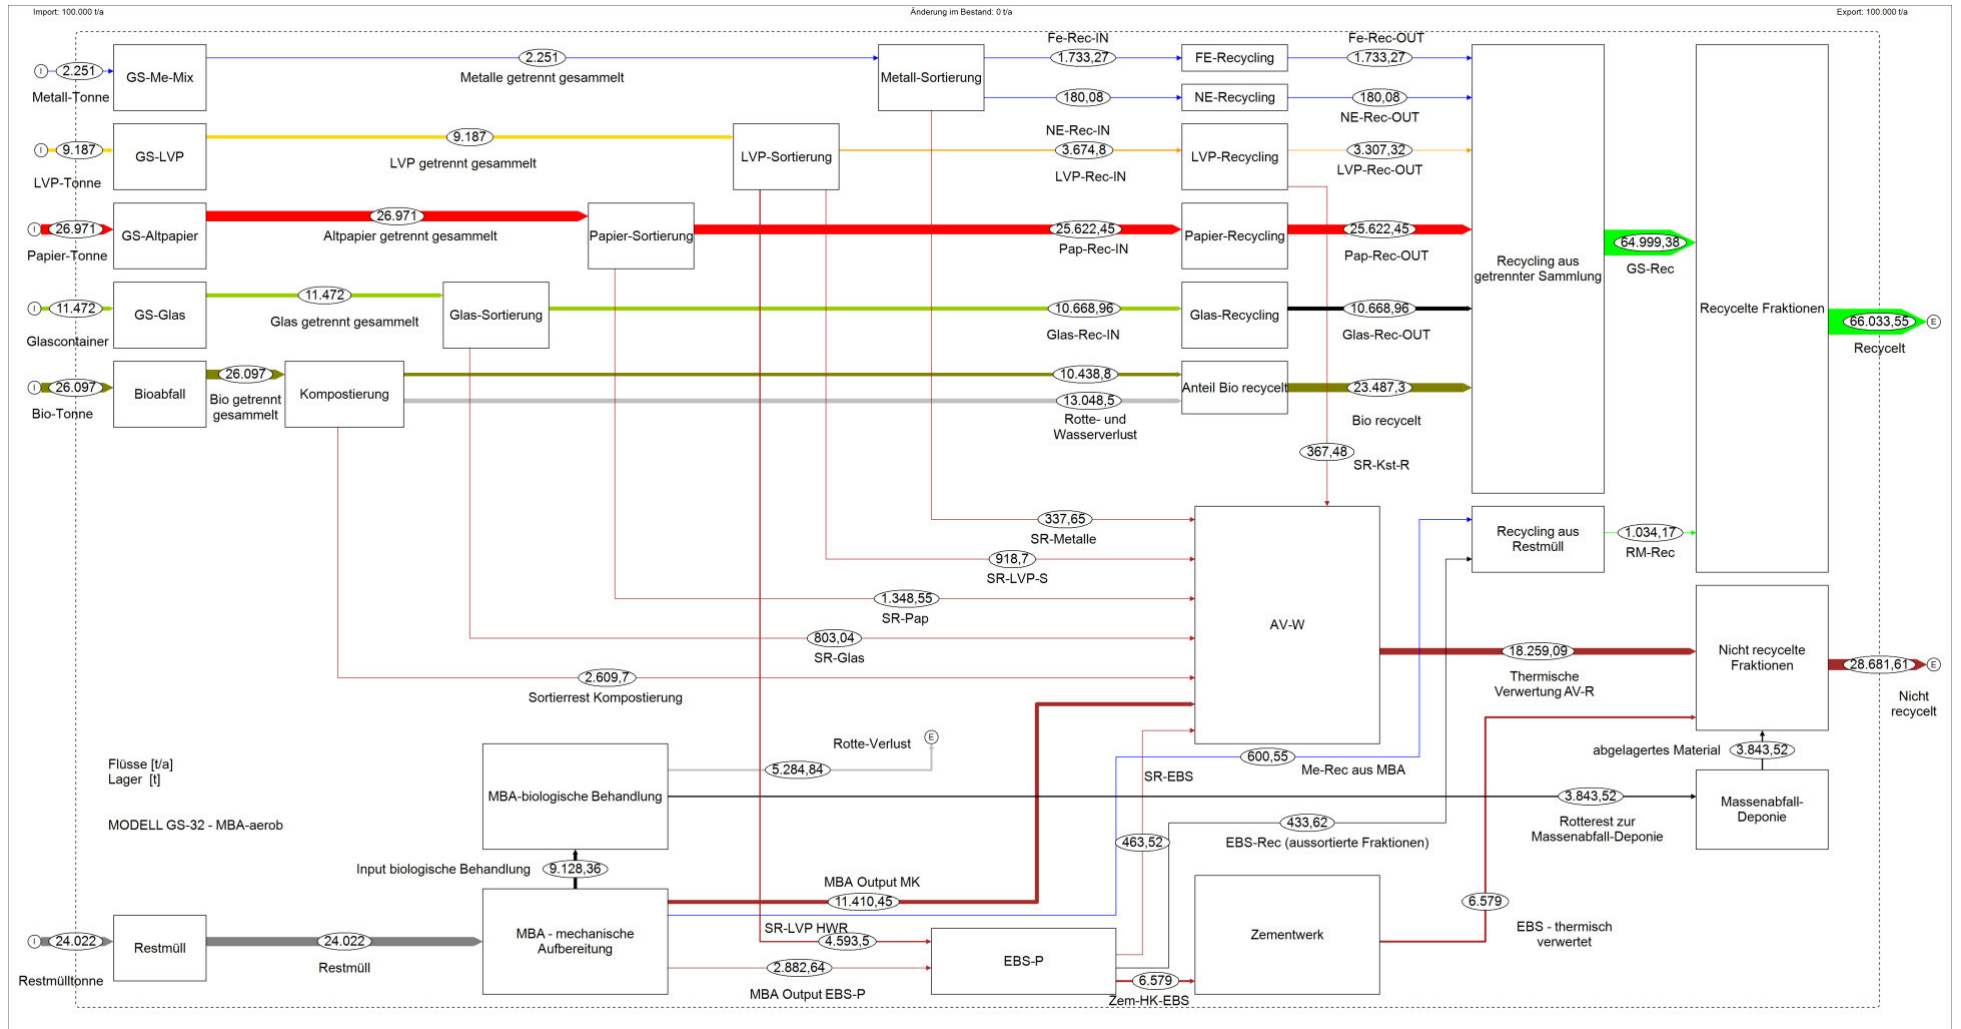 Import: 100.000 t/a
Änderung im Bestand: 0 t/a
Export: 100.000 t/a
2.251
Metall-Tonne
GS-Me-Mix
2.251
Metalle getrennt gesammelt
Metall-Sortierung
Fe-Rec-IN
1.733,27
FE-Recycling
Fe-Rec-OUT
1.733,27
180,08
NE-Rec-IN
NE-Recycling
180,08
NE-Rec-OUT
I
9.187
LVP-Tonne
GS-LVP
9.187
LVP getrennt gesammelt
LVP-Sortierung
3.674,8
LVP-Rec-IN
LVP-Recycling
3.307,32
LVP-Rec-OUT
I
26.971
Papier-Tonne
GS-Altpapier
26.971
Altpapier getrennt gesammelt
Papier-Sortierung
25.622,45
Pap-Rec-IN
Papier-Recycling
25.622,45
Pap-Rec-OUT
I
11.472
Glascontainer
GS-Glas
11.472
Glas getrennt gesammelt
Glas-Sortierung
10.668,96
Glas-Rec-IN
Glas-Recycling
10.668,96
Glas-Rec-OUT
I
26.097
Bio-Tonne
Bioabfall
26.097
Bio getrennt
gesammelt
Kompostierung
10.438,8
13.048,5
Rotte- und
Wasserverlust
Anteil Bio recycelt
23.487,3
Bio recycelt
I
Recycling aus
getrennter Sammlung
64.999,38
GS-Rec
Recycelte Fraktionen
66.033,55
E
Recycelt
367,48
SR-Kst-R
337,65
SR-Metalle
918,7
SR-LVP-S
1.348,55
SR-Pap
803,04
SR-Glas
2.609,7
Sortierrest Kompostierung
AV-W
Recycling aus
Restmüll
1.034,17
RM-Rec
18.259,09
Thermische
Verwertung AV-R
Nicht recycelte
Fraktionen
28.681,61
E
Nicht
recycelt
Flüsse [t/a]
Lager [t]
MODELL GS-32 - MBA-aerob
MBA-biologische Behandlung
Rotte-Verlust
E
5.284,84
SR-EBS
600,55
Me-Rec aus MBA
abgelagertes Material
3.843,52
3.843,52
Rotterest zur
Massenabfall-Deponie
Massenabfall-
Deponie
433,62
EBS-Rec (aussortierte Fraktionen)
463,52
Input biologische Behandlung
9.128,36
MBA Output MK
11.410,45
I
24.022
Restmülltonne
Restmüll
24.022
Restmüll
MBA - mechanische
Aufbereitung
SR-LVP HWR
4.593,5
2.882,64
MBA Output EBS-P
EBS-P
6.579
Zem-HK-EBS
Zementwerk
6.579
EBS - thermisch
verwertet